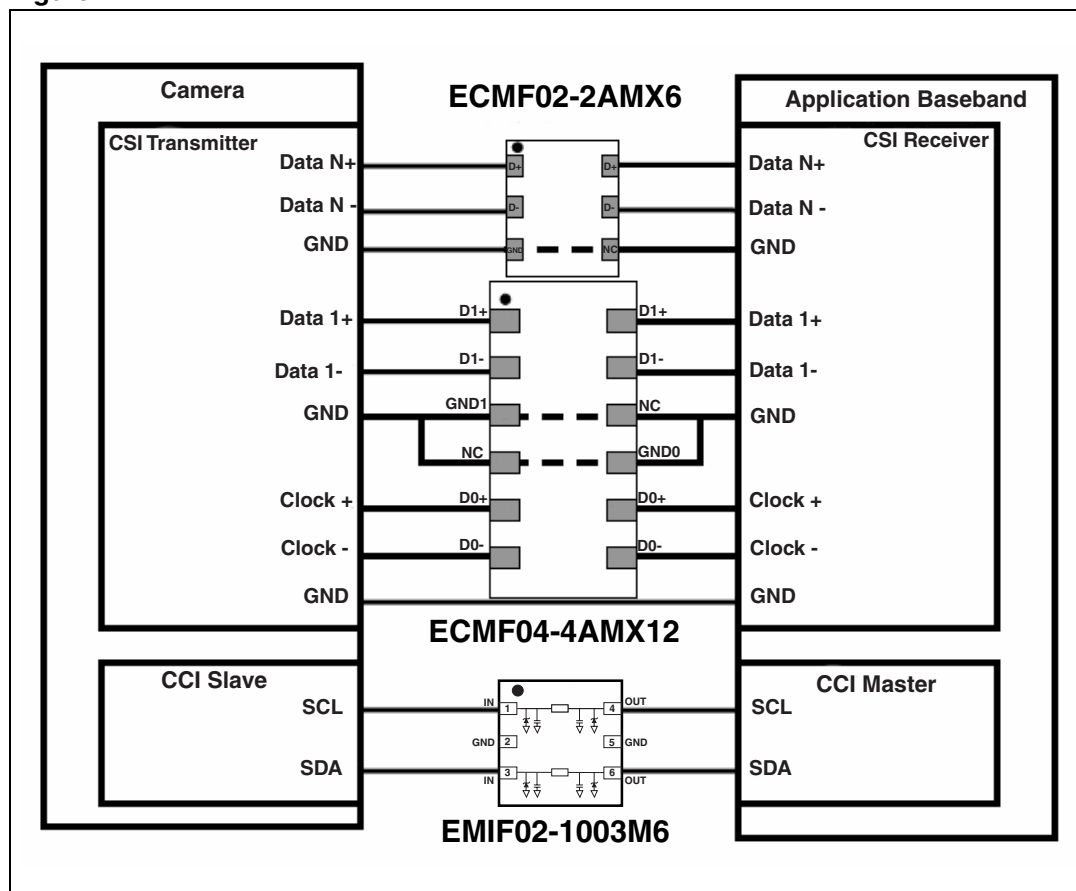 Camera
ECMF02-2AMX6
Application Baseband
CSI Transmitter
CSI Receiver
Data N+
D+
D+
Data N+
Data N -
D-
D-
Data N -
GND
GND
NC
GND
Data 1+
D1+
D1+
Data 1+
Data 1-
D1-
D1-
Data 1-
GND
GND1
NC
GND
NC
GND0
Clock +
D0+
D0+
Clock +
Clock -
D0-
D0-
Clock -
GND
GND
ECMF04-4AMX12
CCI Slave
CCI Master
SCL
IN
1
4
OUT
SCL
GND
2
5
GND
SDA
3
6
SDA
IN
OUT
EMIF02-1003M6